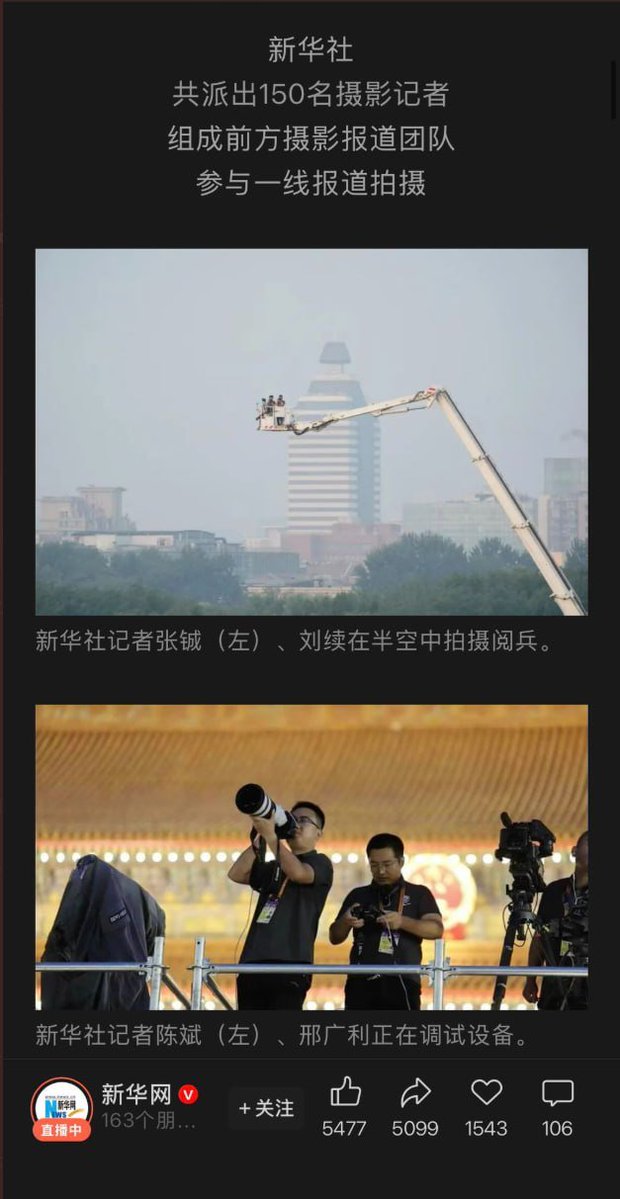 新华社
共派出150名摄影记者
组成前方摄影报道团队
参与一线报道拍摄
新华社记者张铖（左）、刘续在半空中拍摄阅兵。
新华社记者陈斌（左）、邢广利正在调试设备。
新华网
直播中
新华网 V
163个朋...
+关注
5477
5099
1543
106